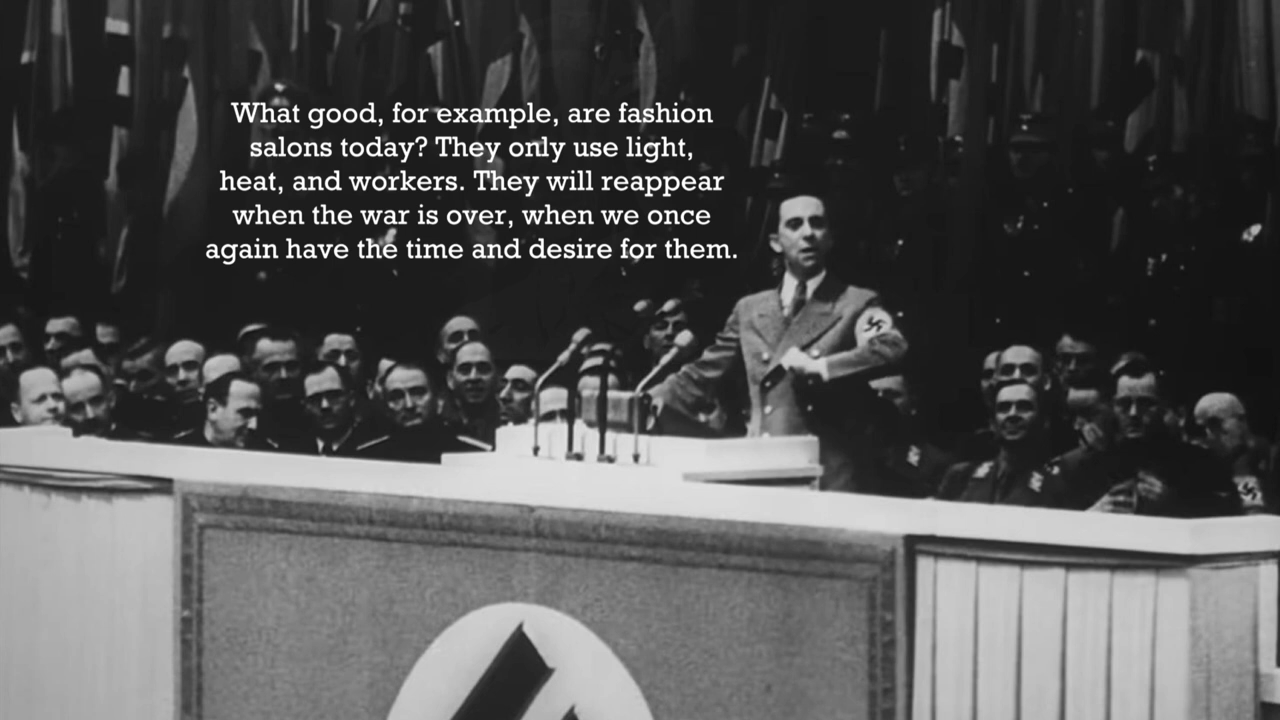 What good, for example, are fashion
salons today? They only use light,
heat, and workers. They will reappear
when the war is over, when we once
again have the time and desire for them.